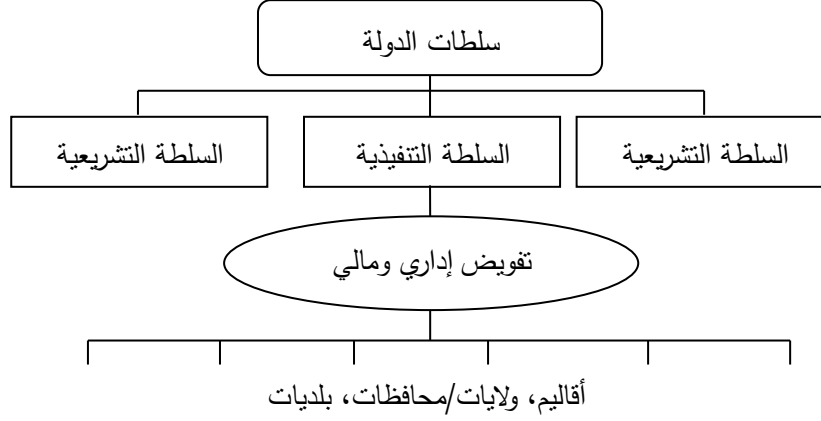 سلطات الدولة
السلطة التشريعية
السلطة التنفيذية
السلطة التشريعية
تفويض إداري ومالي
أقاليم، ولايات/محافظات، بلديات